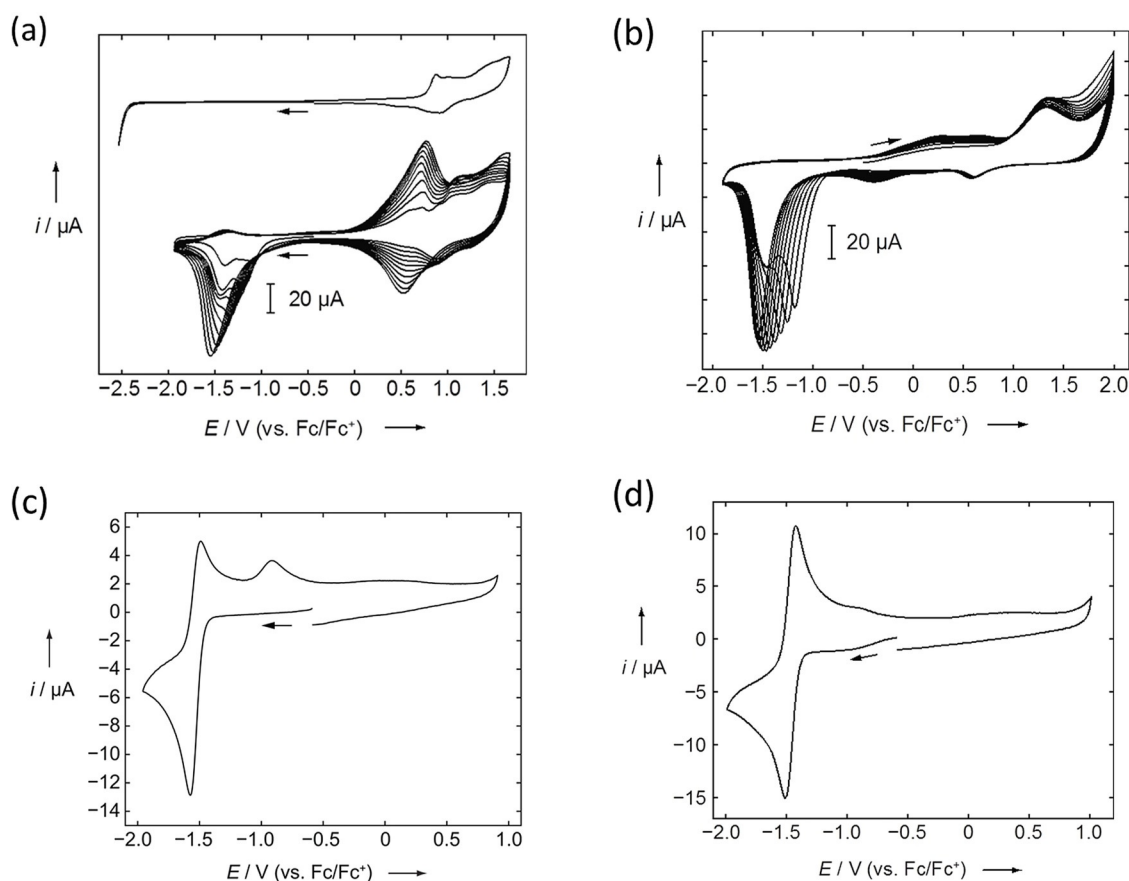 (a)
i / µA
20 µA
−2.5 −2.0 −1.5 −1.0 −0.5 0 0.5 1.0 1.5
E / V (vs. Fc/Fc⁺)
(b)
i / µA
20 µA
−2.0 −1.5 −1.0 −0.5 0 0.5 1.0 1.5 2.0
E / V (vs. Fc/Fc⁺)
(c)
6
4
2
0
−2
−4
−6
−8
−10
−12
−14
i / µA
−2.0 −1.5 −1.0 −0.5 0 0.5 1.0
E / V (vs. Fc/Fc⁺)
(d)
10
5
0
−5
−10
−15
i / µA
−2.0 −1.5 −1.0 −0.5 0 0.5 1.0
E / V (vs. Fc/Fc⁺)